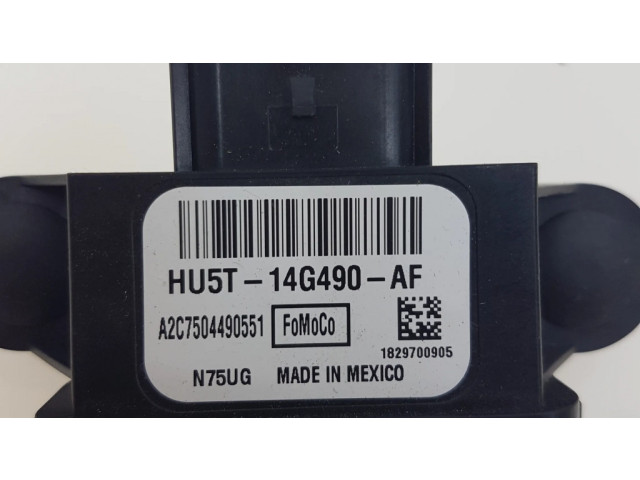 HU5T-14G490-AF
A2C7504490551 FoMoCo
1829700905
N75UG MADE IN MEXICO